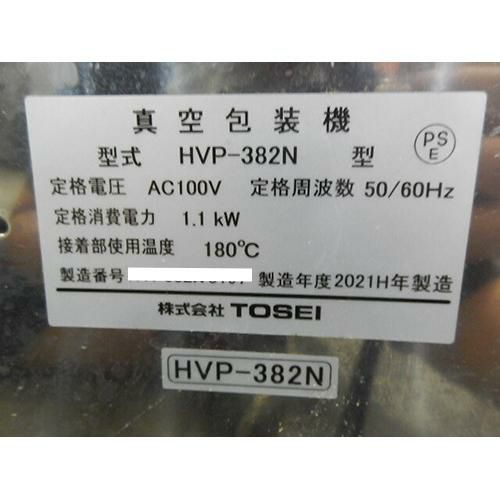 真空包装機
型式 HVP-382N 型 PSE
定格電圧 AC100V 定格周波数 50/60Hz
定格消費電力 1.1kW
接着部使用温度 180℃
製造番号 製造年度2021H年製造
株式会社 TOSEI
HVP-382N